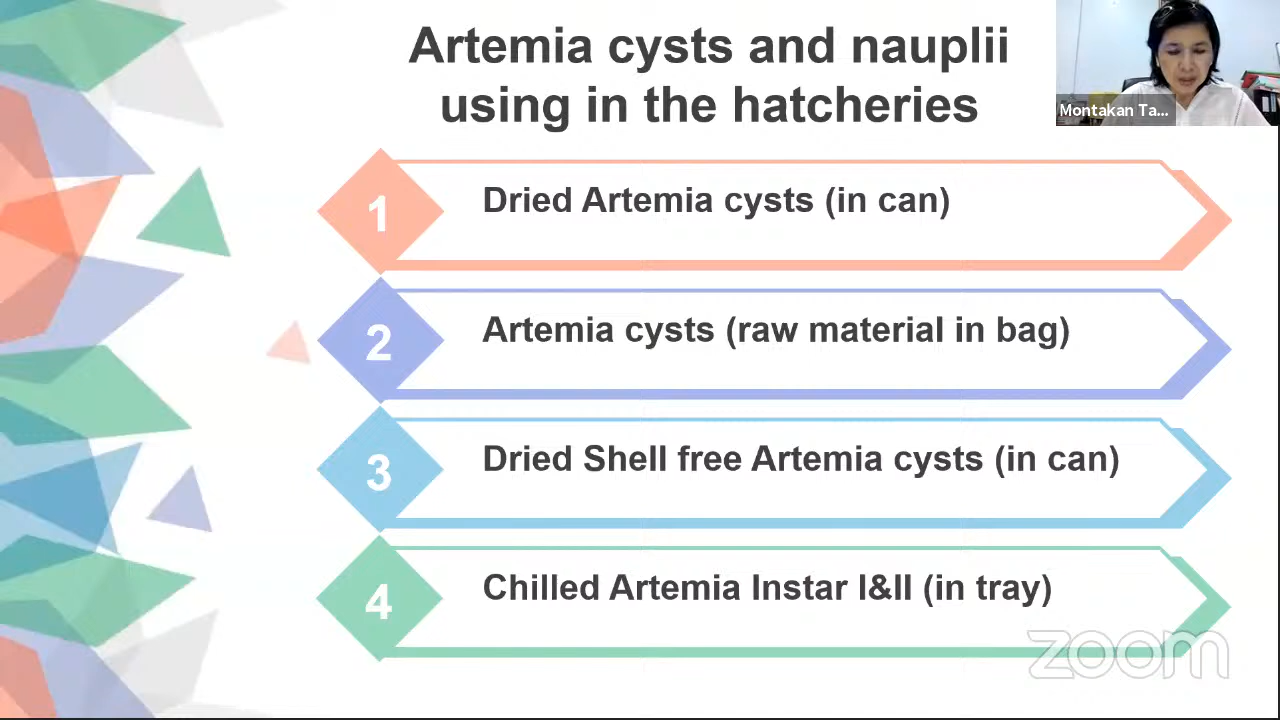 Artemia cysts and nauplii
using in the hatcheries
Montakan Ta...
1
Dried Artemia cysts (in can)
2
Artemia cysts (raw material in bag)
3
Dried Shell free Artemia cysts (in can)
4
Chilled Artemia Instar I&II (in tray)
zoom